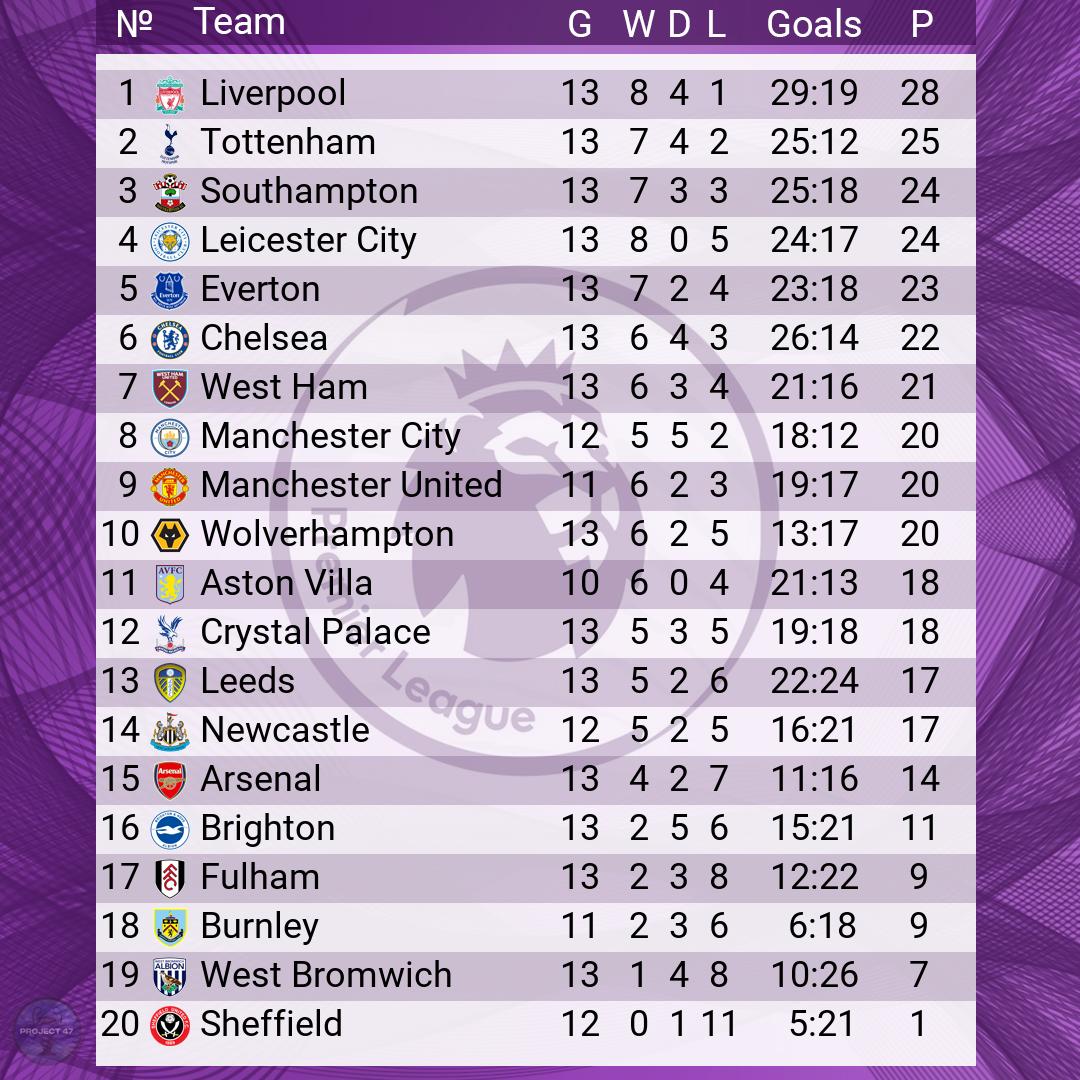 № Team G W D L Goals P
1 Liverpool 13 8 4 1 29:19 28
2 Tottenham 13 7 4 2 25:12 25
3 Southampton 13 7 3 3 25:18 24
4 Leicester City 13 8 0 5 24:17 24
5 Everton 13 7 2 4 23:18 23
6 Chelsea 13 6 4 3 26:14 22
7 West Ham 13 6 3 4 21:16 21
8 Manchester City 12 5 5 2 18:12 20
9 Manchester United 11 6 2 3 19:17 20
10 Wolverhampton 13 6 2 5 13:17 20
11 AVFC Aston Villa 10 6 0 4 21:13 18
12 Crystal Palace 13 5 3 5 19:18 18
13 Leeds 13 5 2 6 22:24 17
14 Newcastle 12 5 2 5 16:21 17
15 Arsenal Arsenal 13 4 2 7 11:16 14
16 Brighton 13 2 5 6 15:21 11
17 Fulham 13 2 3 8 12:22 9
18 Burnley 11 2 3 6 6:18 9
19 West Bromwich 13 1 4 8 10:26 7
20 Sheffield 12 0 1 11 5:21 1
Premier League
PROJECT 47